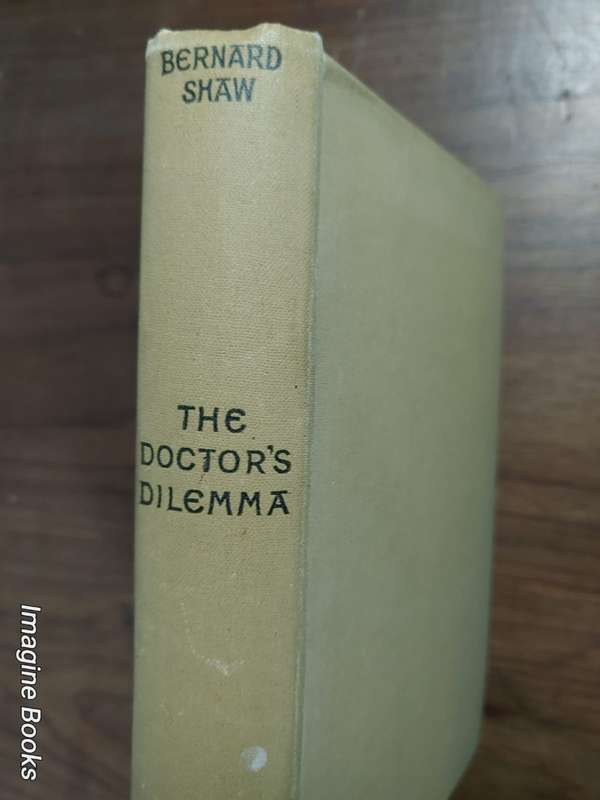 BERNARD
SHAW
THE
DOCTOR'S
DILEMMA
Imagine Books